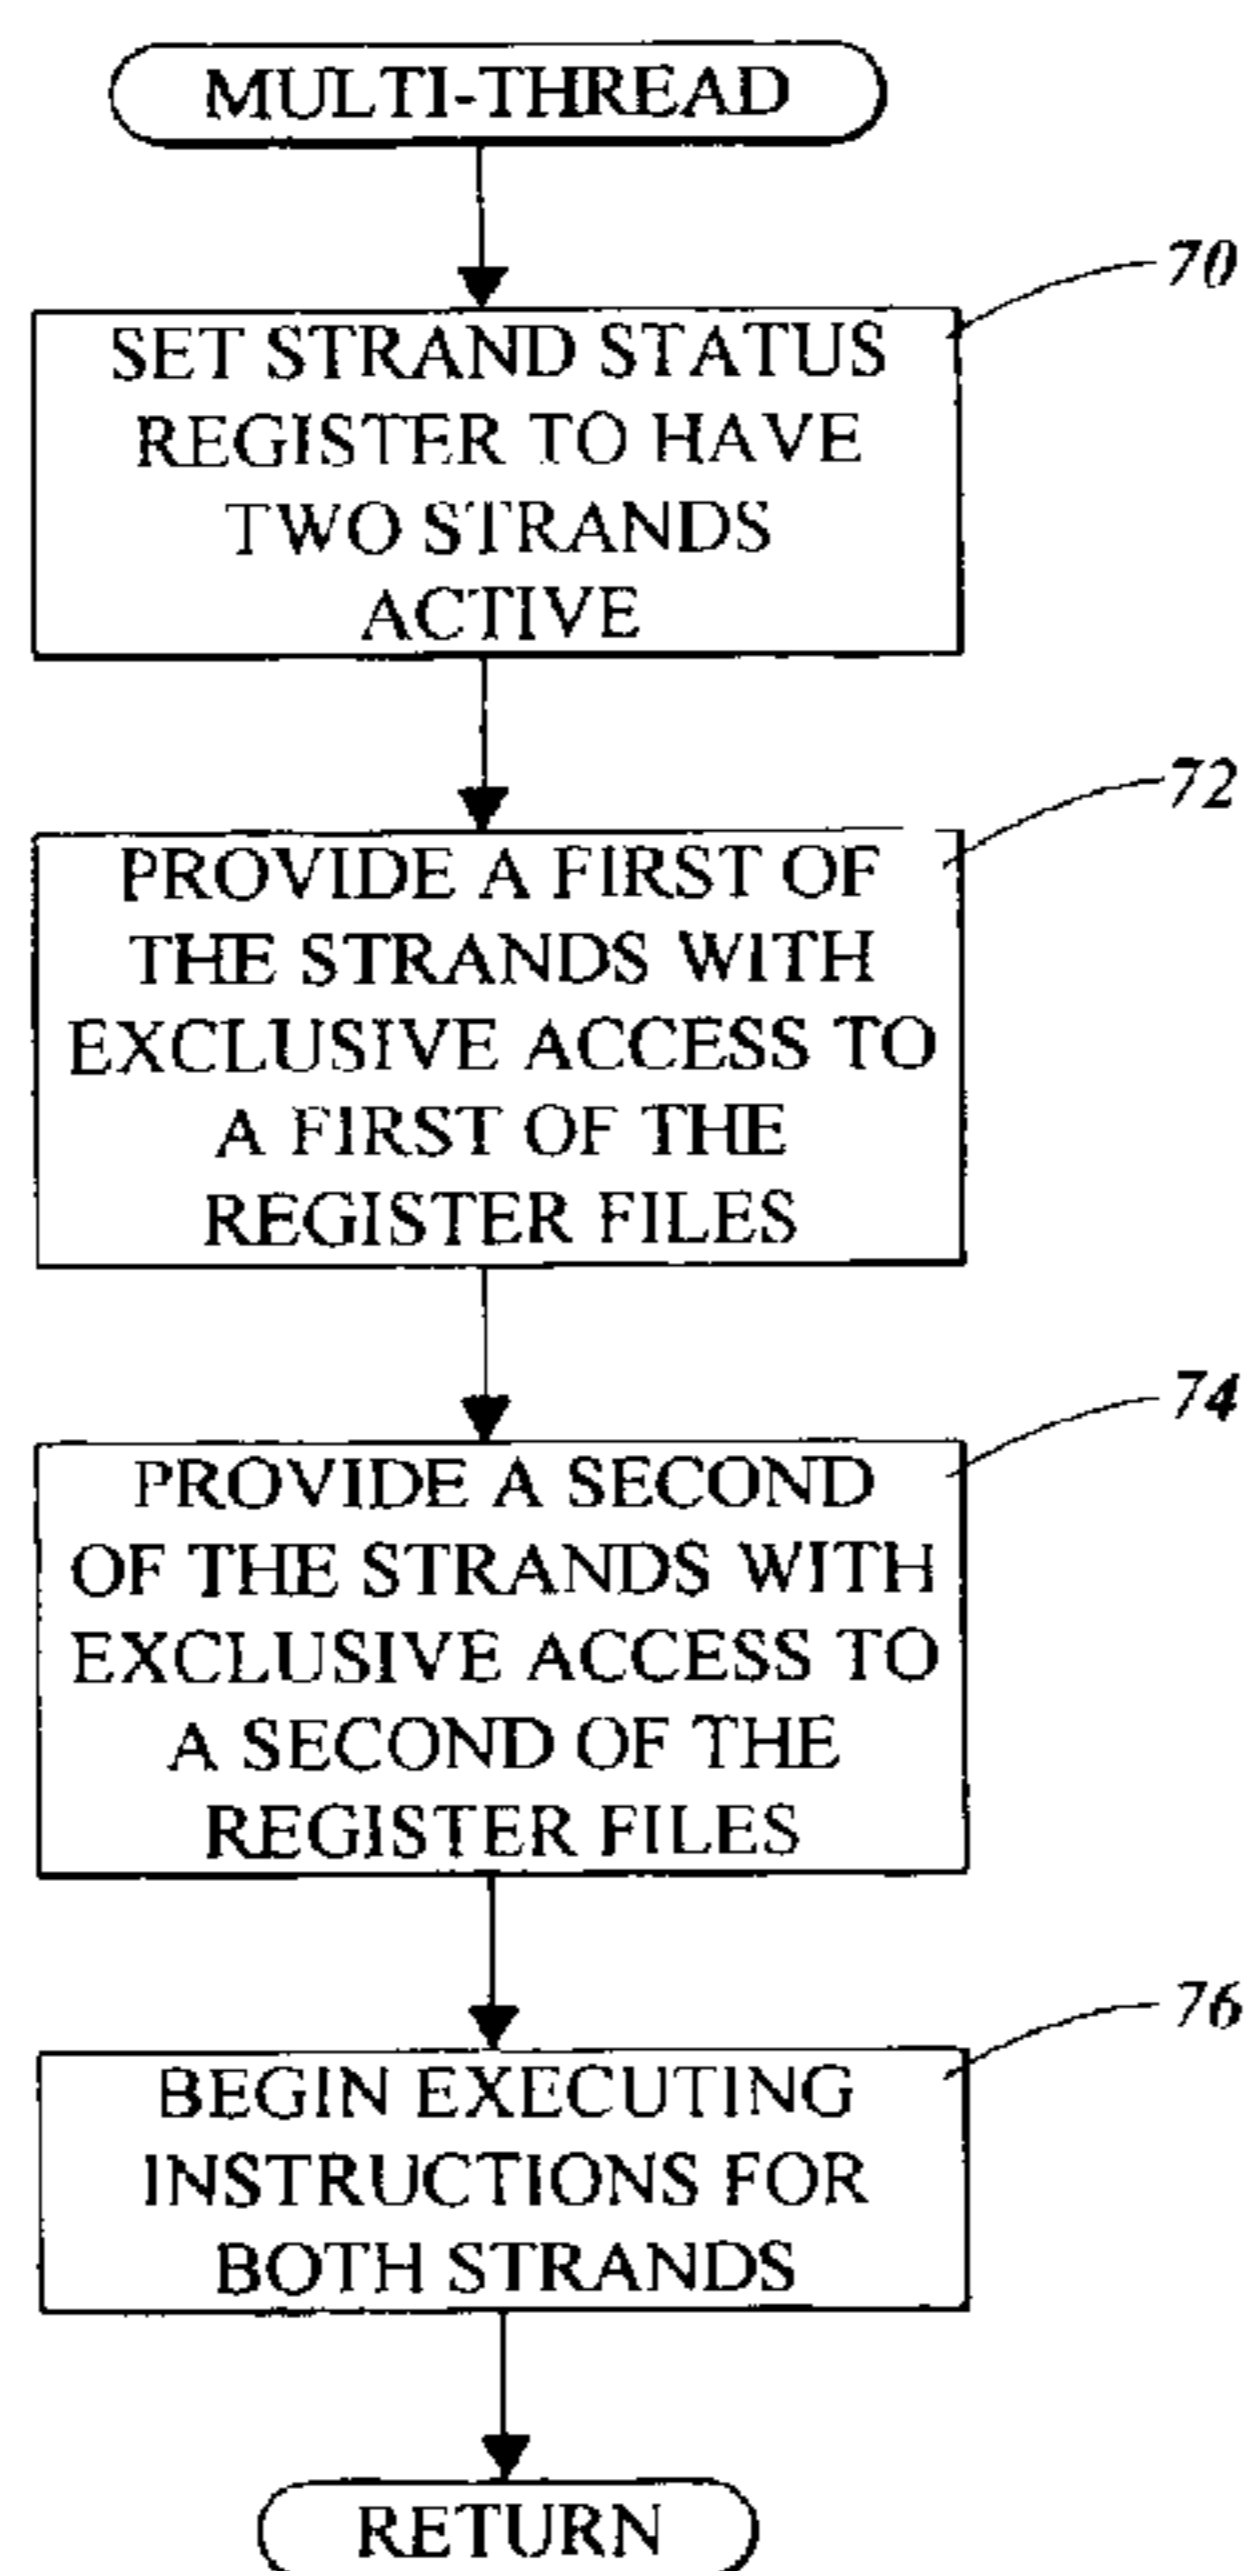 MULTI-THREAD
70
SET STRAND STATUS
REGISTER TO HAVE
TWO STRANDS
ACTIVE
72
PROVIDE A FIRST OF
THE STRANDS WITH
EXCLUSIVE ACCESS TO
A FIRST OF THE
REGISTER FILES
74
PROVIDE A SECOND
OF THE STRANDS WITH
EXCLUSIVE ACCESS TO
A SECOND OF THE
REGISTER FILES
76
BEGIN EXECUTING
INSTRUCTIONS FOR
BOTH STRANDS
RETURN